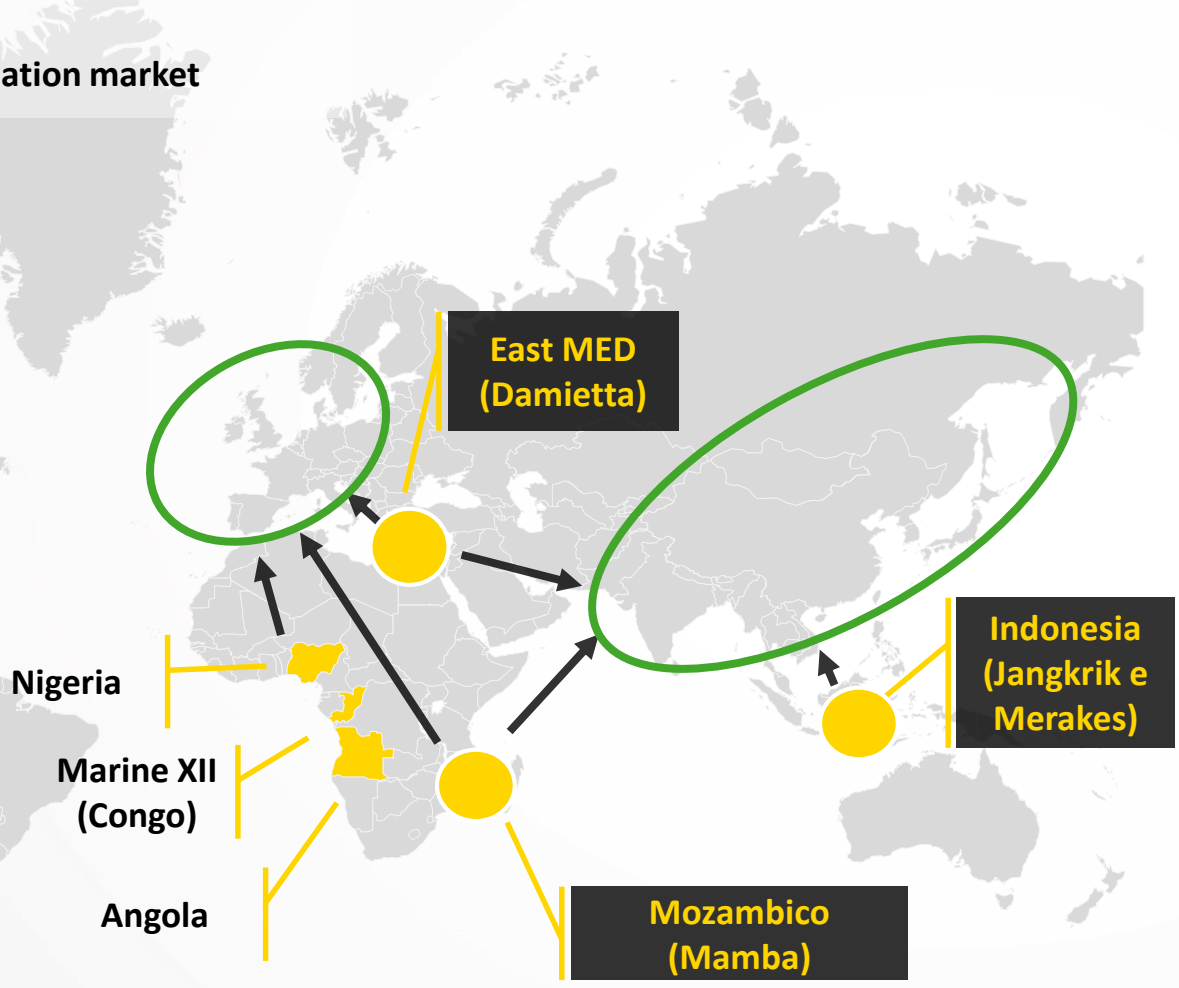 ation market
East MED
(Damietta)
Indonesia
(Jangkrik e
Merakes)
Nigeria
Marine XII
(Congo)
Angola
Mozambico
(Mamba)